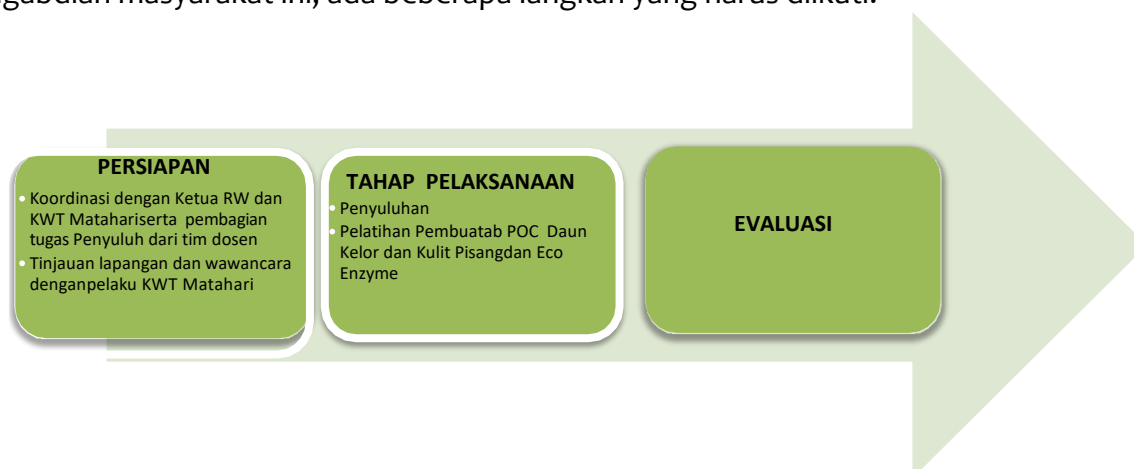 gabdian masyarakat ini, ada beberapa langkah yang harus diikuti:
PERSIAPAN
• Koordinasi dengan Ketua RW dan
KWT Matahariserta pembagian
tugas Penyuluh dari tim dosen
• Tinjauan lapangan dan wawancara
denganpelaku KWT Matahari
TAHAP PELAKSANAAN
• Penyuluhan
• Pelatihan Pembuatab POC Daun
Kelor dan Kulit Pisangdan Eco
Enzyme
EVALUASI